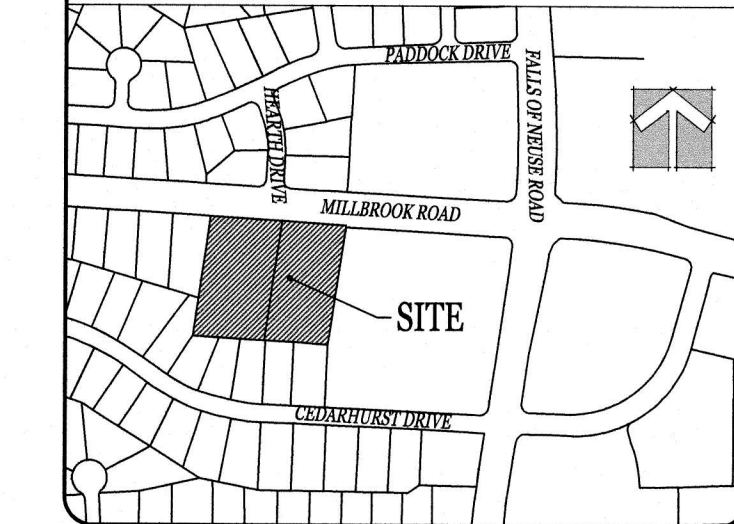 PADDOCK DRIVE
FALLS OF NEUSE ROAD
HEARTH DRIVE
MILLBROOK ROAD
SITE
CEDARHURST DRIVE